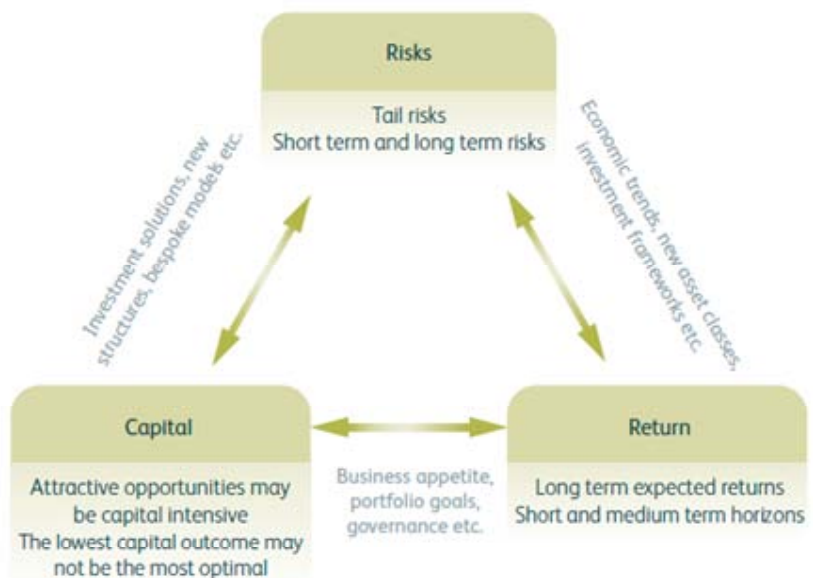 Risks
Tail risks
Short term and long term risks
Investment solutions, new
structures, bespoke models etc.
Economic trends, new asset classes,
investment frameworks etc.
Capital
Attractive opportunities may
be capital intensive
The lowest capital outcome may
not be the most optimal
Business appetite,
portfolio goals,
governance etc.
Return
Long term expected returns
Short and medium term horizons